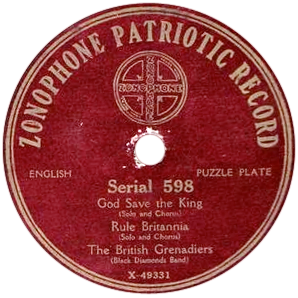 ZONOPHONE PATRIOTIC RECORD
ZONOPHONE
ENGLISH
PUZZLE PLATE
Serial 598
God Save the King
(Solo and Chorus)
Rule Britannia
(Solo and Chorus)
The British Grenadiers
(Black Diamonds Band)
X-49331